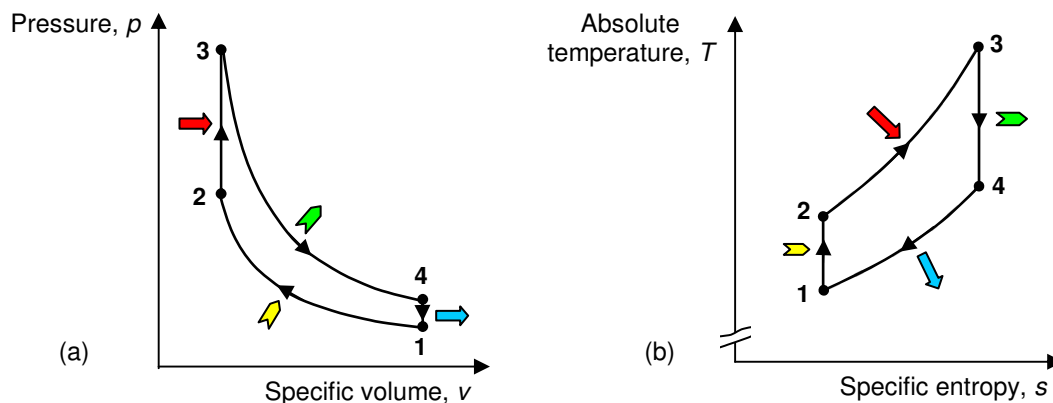 Pressure, p
3
2
4
1
(a)
Specific volume, v
Absolute
temperature, T
3
4
2
1
(b)
Specific entropy, s